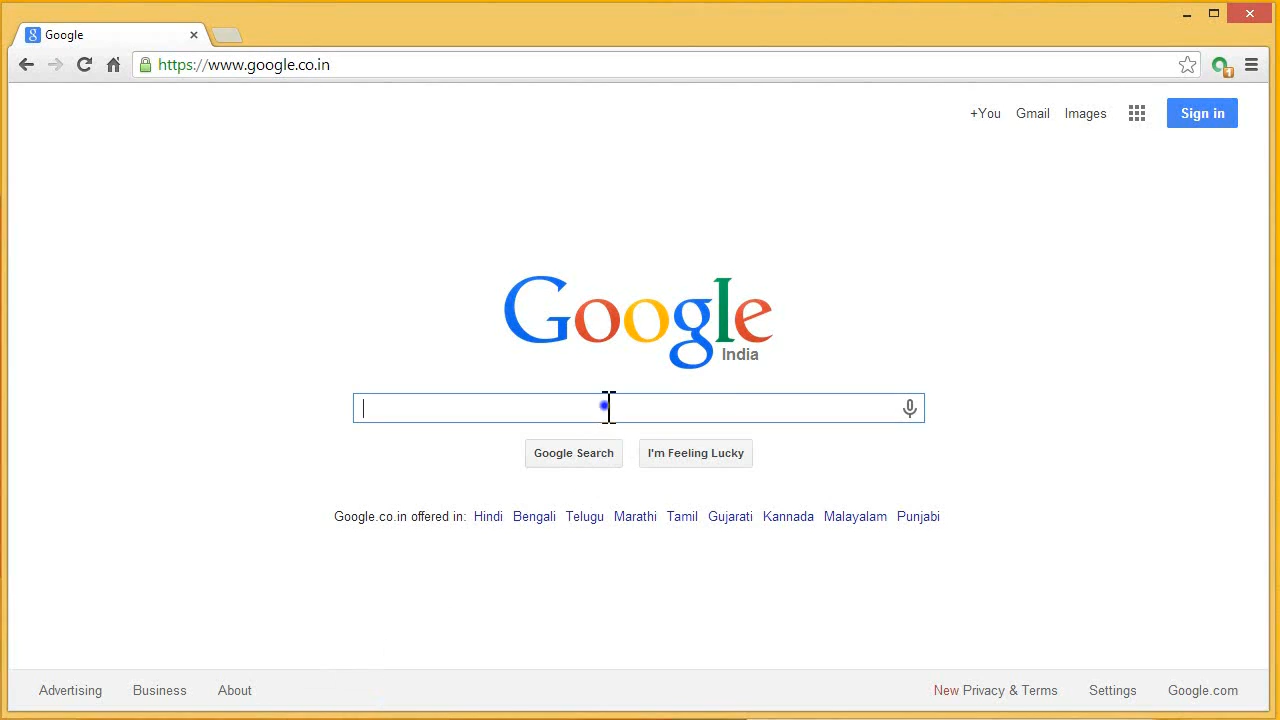 Google
https://www.google.co.in
1
+You Gmail Images Sign in
Google
India
Google Search I'm Feeling Lucky
Google.co.in offered in: Hindi Bengali Telugu Marathi Tamil Gujarati Kannada Malayalam Punjabi
Advertising Business About New Privacy & Terms Settings Google.com